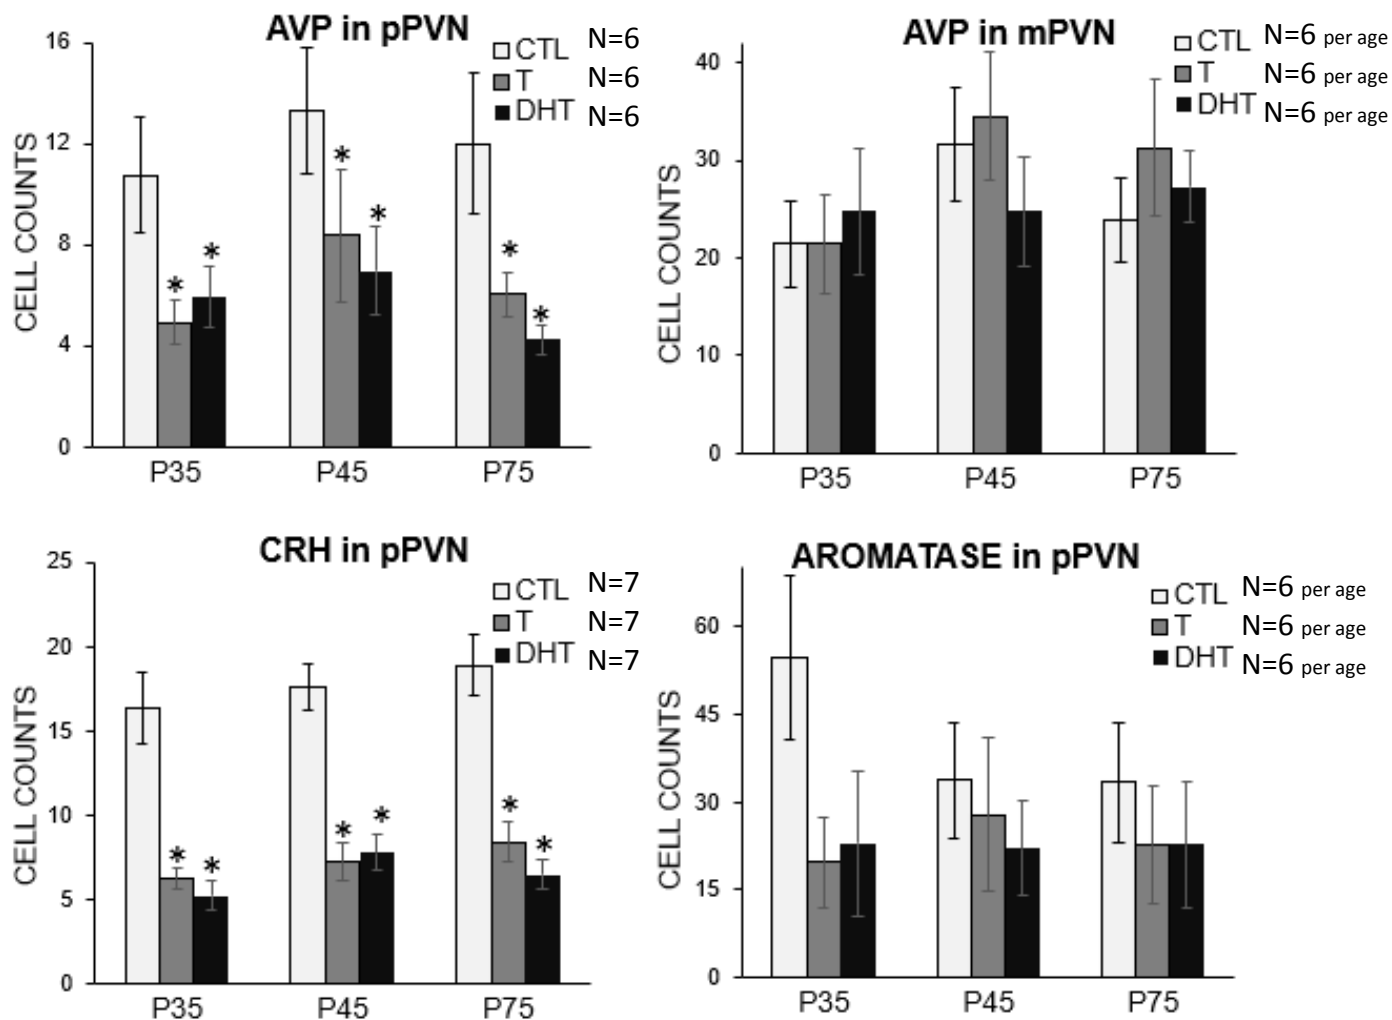 AVP in pPVN
CTL N=6
T N=6
DHT N=6
CELL COUNTS
16
12
8
4
0
*
*
*
*
*
*
P35 P45 P75
AVP in mPVN
CTL N=6 per age
T N=6 per age
DHT N=6 per age
CELL COUNTS
40
30
20
10
0
P35 P45 P75
CRH in pPVN
CTL N=7
T N=7
DHT N=7
CELL COUNTS
25
20
15
10
5
0
*
*
*
*
*
*
P35 P45 P75
AROMATASE in pPVN
CTL N=6 per age
T N=6 per age
DHT N=6 per age
CELL COUNTS
60
45
30
15
0
P35 P45 P75